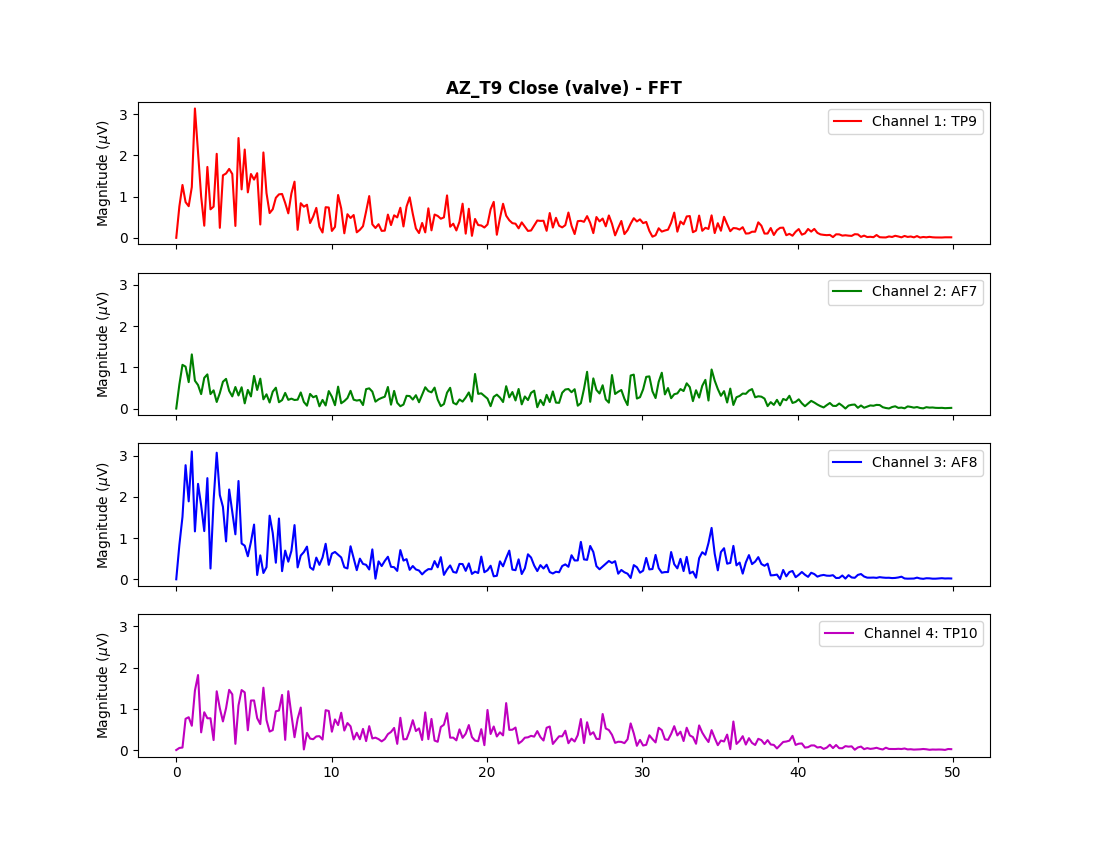 AZ_T9 Close (valve) - FFT
3
2
1
0
Magnitude (μV)
Channel 1: TP9
3
2
1
0
Magnitude (μV)
Channel 2: AF7
3
2
1
0
Magnitude (μV)
Channel 3: AF8
3
2
1
0
Magnitude (μV)
Channel 4: TP10
0 10 20 30 40 50